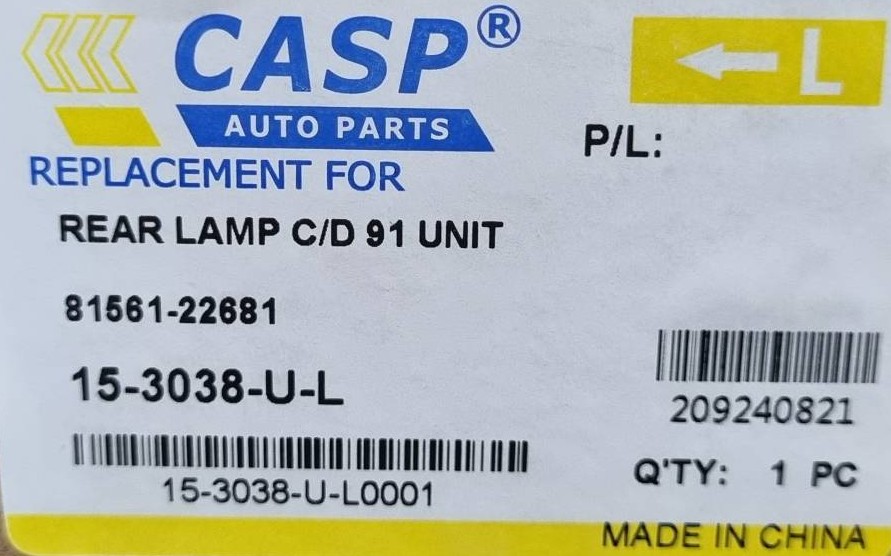 CASP®
AUTO PARTS
L
P/L:
REPLACEMENT FOR
REAR LAMP C/D 91 UNIT
81561-22681
15-3038-U-L
209240821
15-3038-U-L0001
Q'TY: 1 PC
MADE IN CHINA